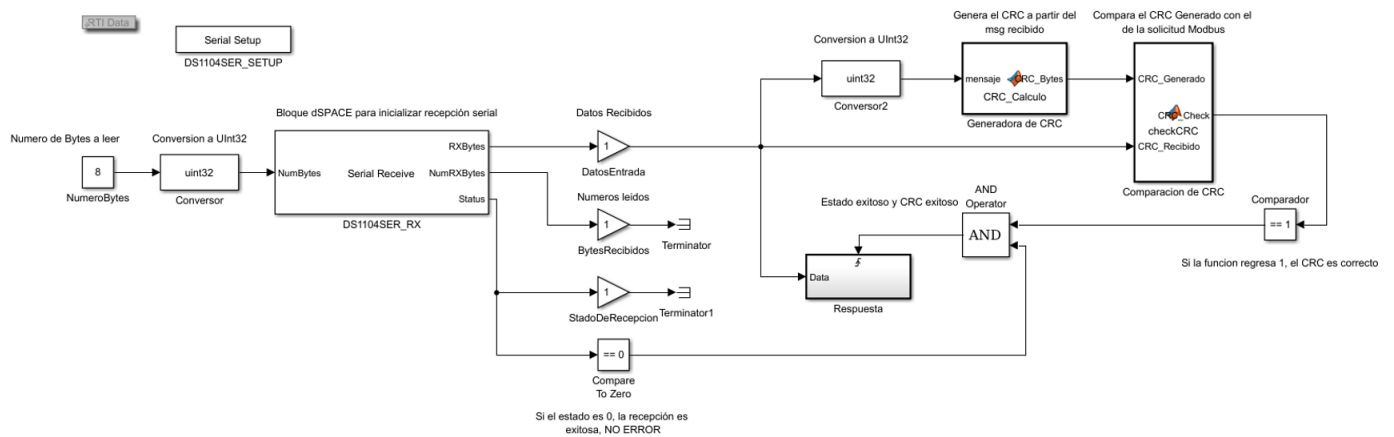 RTI Data
Serial Setup
DS1104SER_SETUP
Numero de Bytes a leer
8
NumeroBytes
Conversion a UInt32
uint32
Conversor
Bloque dSPACE para inicializar recepción serial
NumBytes
Serial Receive
RXBytes
NumRXBytes
Status
DS1104SER_RX
Datos Recibidos
1
DatosEntrada
Numeros leidos
1
BytesRecibidos
Terminator
1
StadoDeRecepcion
Terminator1
== 0
Compare
To Zero
Si el estado es 0, la recepción es
exitosa, NO ERROR
Conversion a UInt32
uint32
Conversor2
Genera el CRC a partir del
msg recibido
mensaje
CRC_Bytes
CRC_Calculo
Generadora de CRC
Compara el CRC Generado con el
de la solicitud Modbus
CRC_Generado
CRC_Check
checkCRC
CRC_Recibido
Comparacion de CRC
Comparador
== 1
Si la funcion regresa 1, el CRC es correcto
AND
Operator
AND
Estado exitoso y CRC exitoso
Data
Respuesta